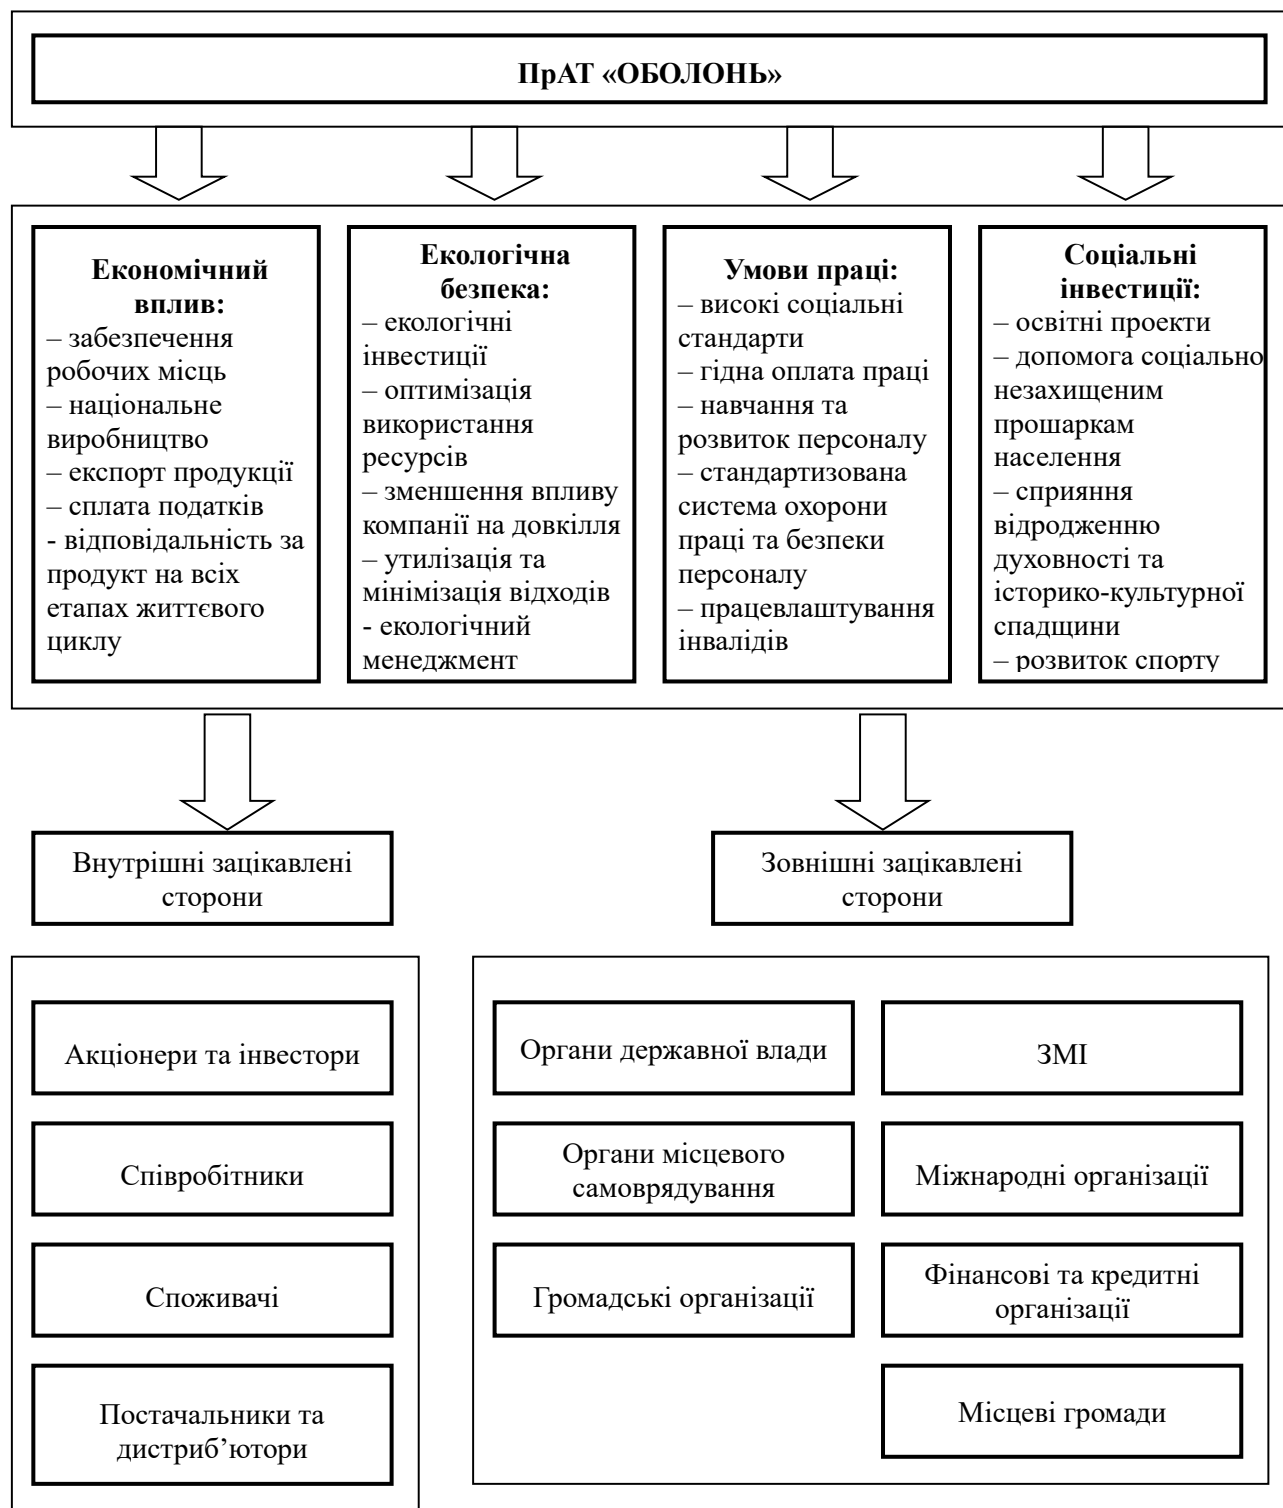 ПрАТ «ОБОЛОНЬ»
Економічний
вплив:
– забезпечення
робочих місць
– національне
виробництво
– експорт продукції
– сплата податків
- відповідальність за
продукт на всіх
етапах життєвого
циклу
Екологічна
безпека:
– екологічні
інвестиції
– оптимізація
використання
ресурсів
– зменшення впливу
компанії на довкілля
– утилізація та
мінімізація відходів
- екологічний
менеджмент
Умови праці:
– високі соціальні
стандарти
– гідна оплата праці
– навчання та
розвиток персоналу
– стандартизована
система охорони
праці та безпеки
персоналу
– працевлаштування
інвалідів
Соціальні
інвестиції:
– освітні проекти
– допомога соціально
незахищеним
прошаркам
населення
– сприяння
відродженню
духовності та
історико-культурної
спадщини
– розвиток спорту
Внутрішні зацікавлені
сторони
Зовнішні зацікавлені
сторони
Акціонери та інвестори
Співробітники
Споживачі
Постачальники та
дистриб’ютори
Органи державної влади
Органи місцевого
самоврядування
Громадські організації
ЗМІ
Міжнародні організації
Фінансові та кредитні
організації
Місцеві громади